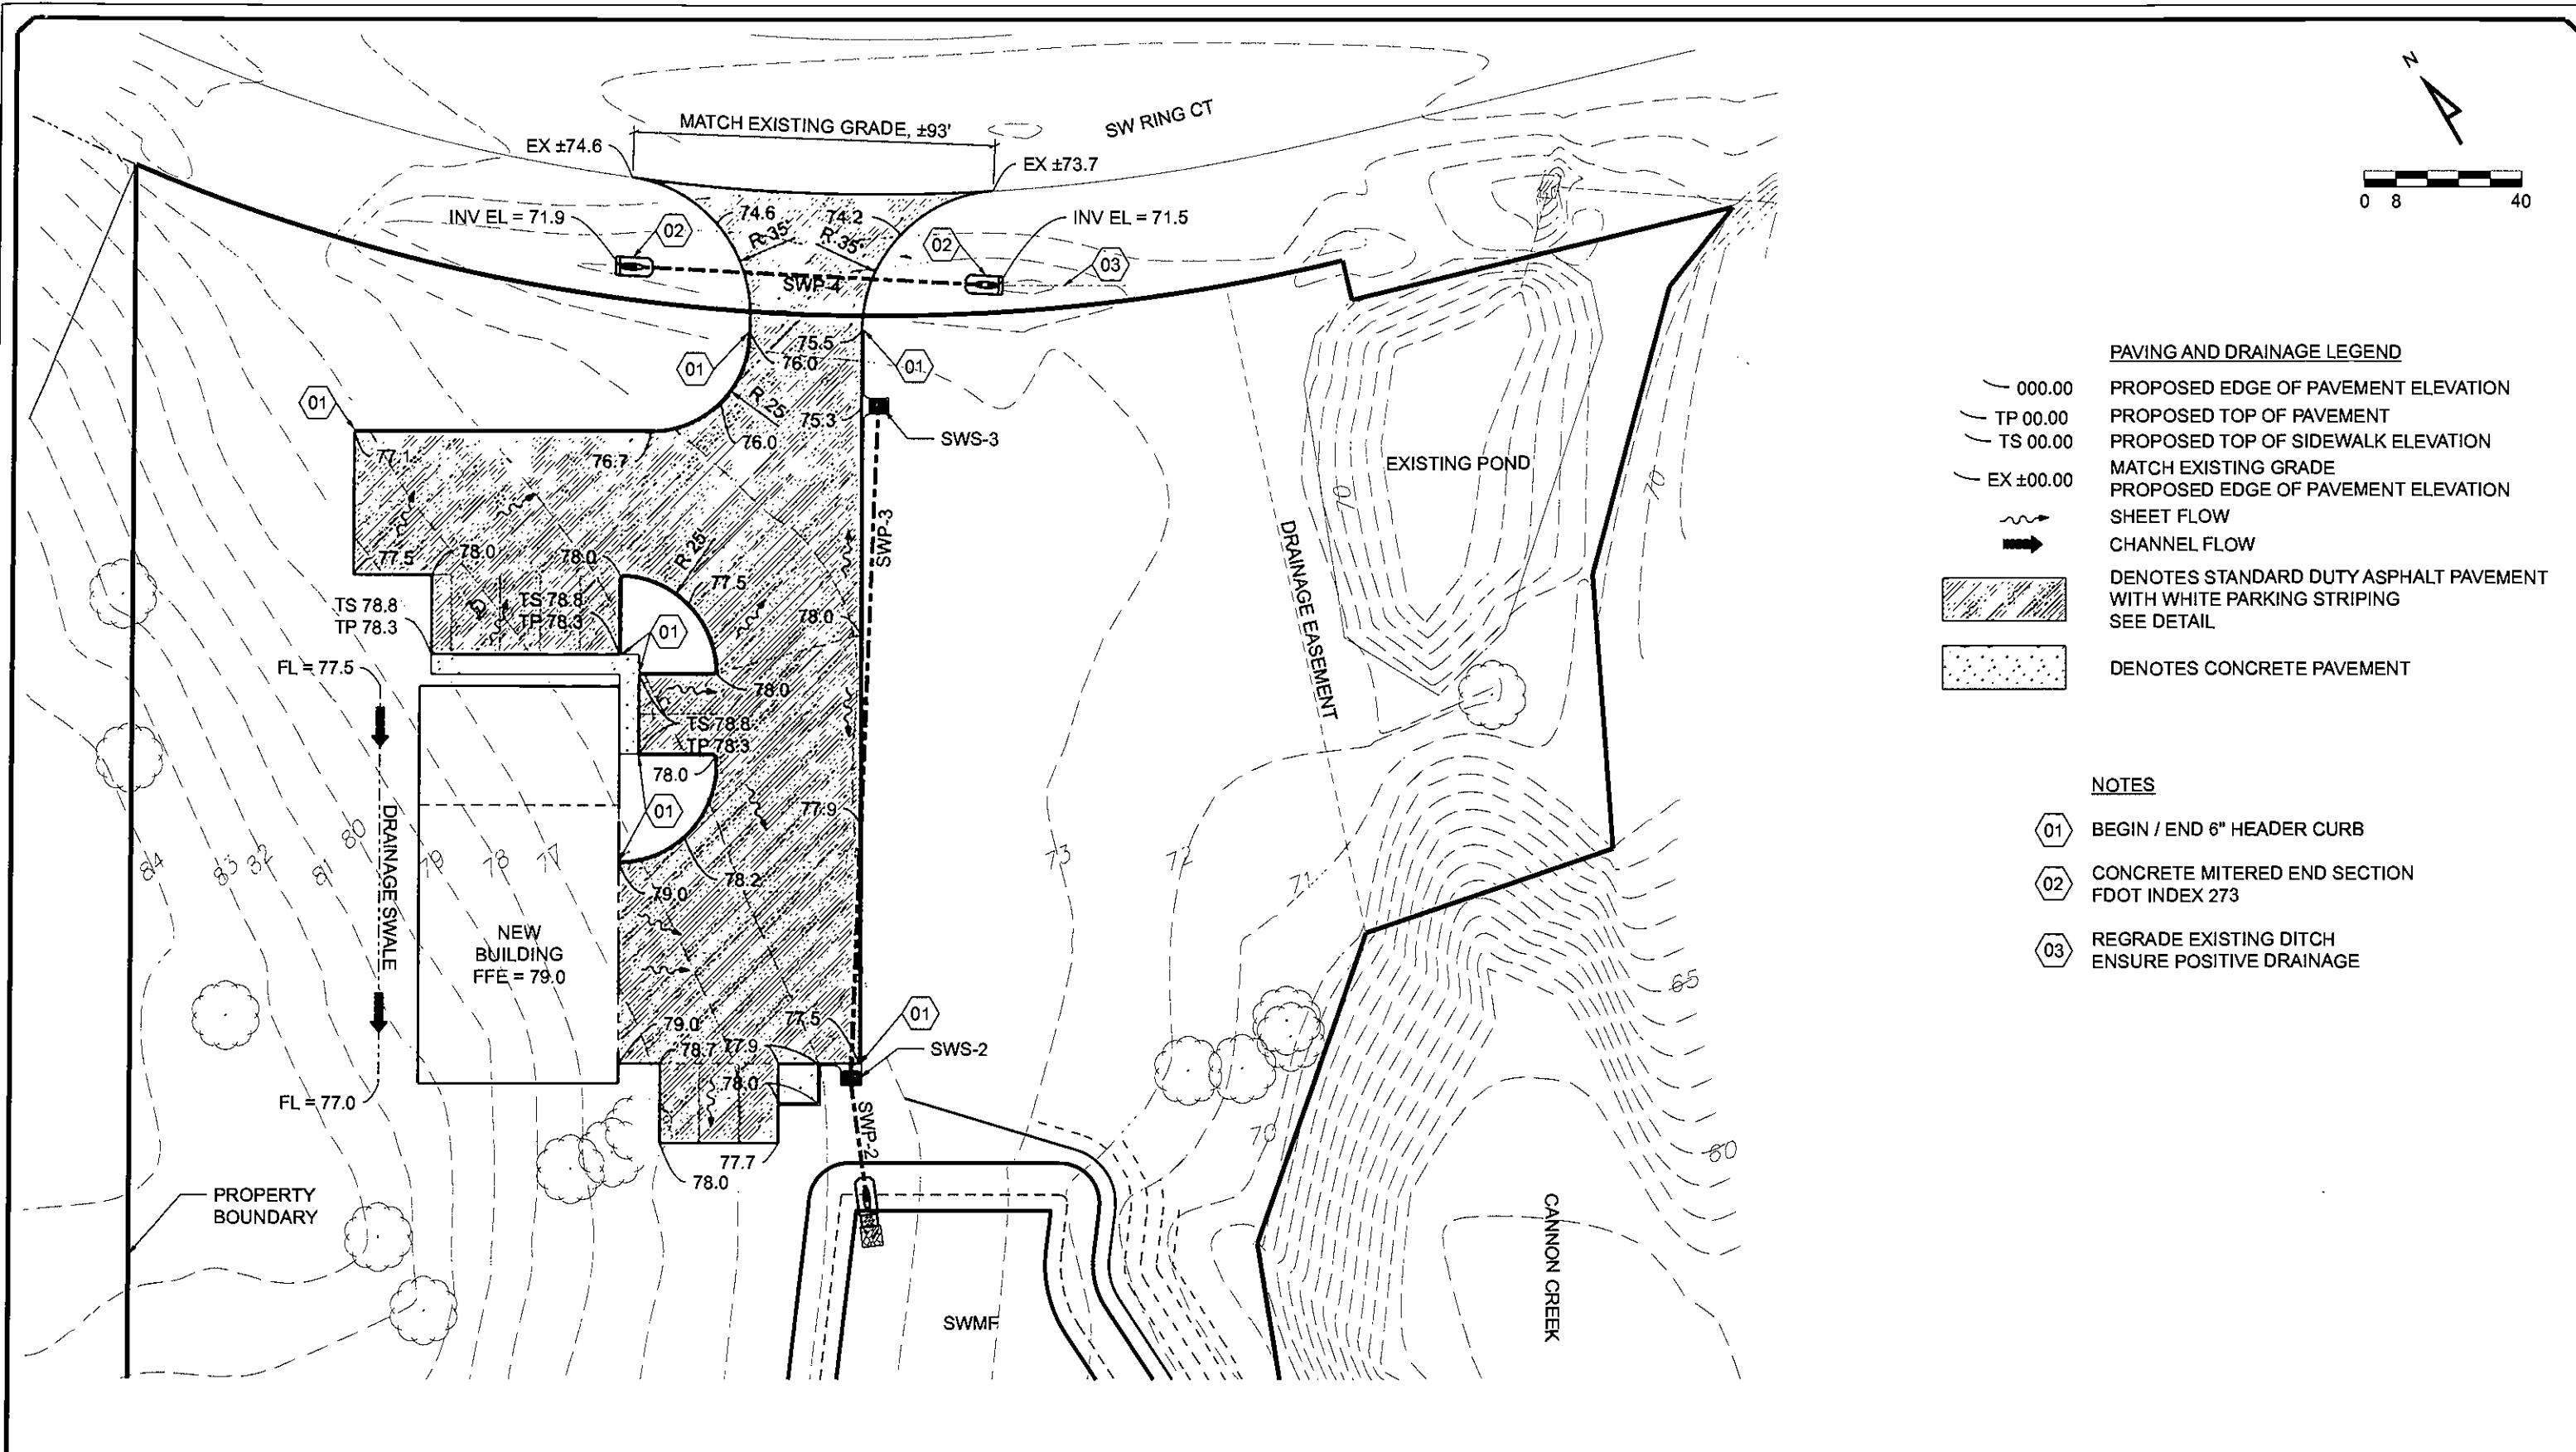 N
0 8 40
MATCH EXISTING GRADE, ±93'
SW RING CT
EX ±74.6
EX ±73.7
INV EL = 71.9
02
74.6
74.2
02
INV EL = 71.5
R 35'
R 35'
03
SWP-4
01
75.5
76.0
01
01
R 25'
75.3
76.0
SWS-3
77.1
76.7
EXISTING POND
70
70
SWP-3
77.5
78.0
78.0
R 25'
77.5
DRAINAGE EASEMENT
TS 78.8
TP 78.3
TS 78.8
TP 78.3
01
78.0
FL = 77.5
78.0
TS 78.8
TP 78.3
78.0
01
77.9
DRAINAGE SWALE
84
83
82
81
80
79
78
77
73
72
71
78.2
79.0
NEW
BUILDING
FFE = 79.0
65
79.0
77.5
01
78.7
77.9
SWS-2
78.0
FL = 77.0
SWP-2
70
60
77.7
78.0
PROPERTY
BOUNDARY
SWMF
CANNON CREEK
PAVING AND DRAINAGE LEGEND
000.00 PROPOSED EDGE OF PAVEMENT ELEVATION
TP 00.00 PROPOSED TOP OF PAVEMENT
TS 00.00 PROPOSED TOP OF SIDEWALK ELEVATION
EX ±00.00 MATCH EXISTING GRADE
PROPOSED EDGE OF PAVEMENT ELEVATION
SHEET FLOW
CHANNEL FLOW
DENOTES STANDARD DUTY ASPHALT PAVEMENT
WITH WHITE PARKING STRIPING
SEE DETAIL
DENOTES CONCRETE PAVEMENT
NOTES
01 BEGIN / END 6" HEADER CURB
02 CONCRETE MITERED END SECTION
FDOT INDEX 273
03 REGRADE EXISTING DITCH
ENSURE POSITIVE DRAINAGE